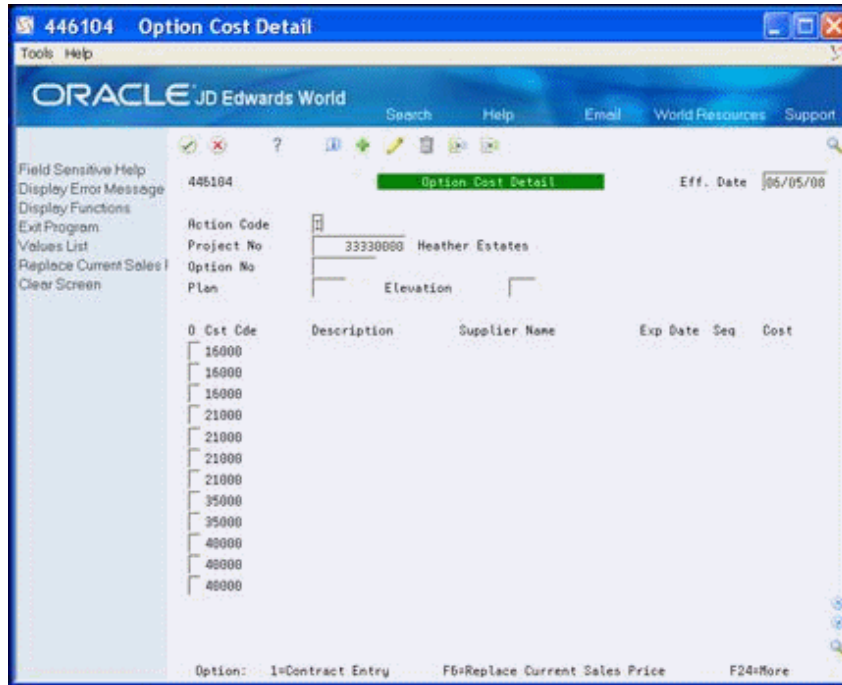 446104 Option Cost Detail
Tools Help
ORACLE JD Edwards World
Search Help Email World Resources Support
Field Sensitive Help
Display Error Message
Display Functions
Exit Program
Values List
Replace Current Sales
Clear Screen
446104 Option Cost Detail Eff. Date 06/05/08
Action Code I
Project No 33330000 Heather Estates
Option No
Plan Elevation
O Cst Cde Description Supplier Name Exp Date Seq Cost
16000
16000
16000
21000
21000
21000
21000
35000
35000
40000
40000
40000
Option: 1=Contract Entry F6=Replace Current Sales Price F24=More